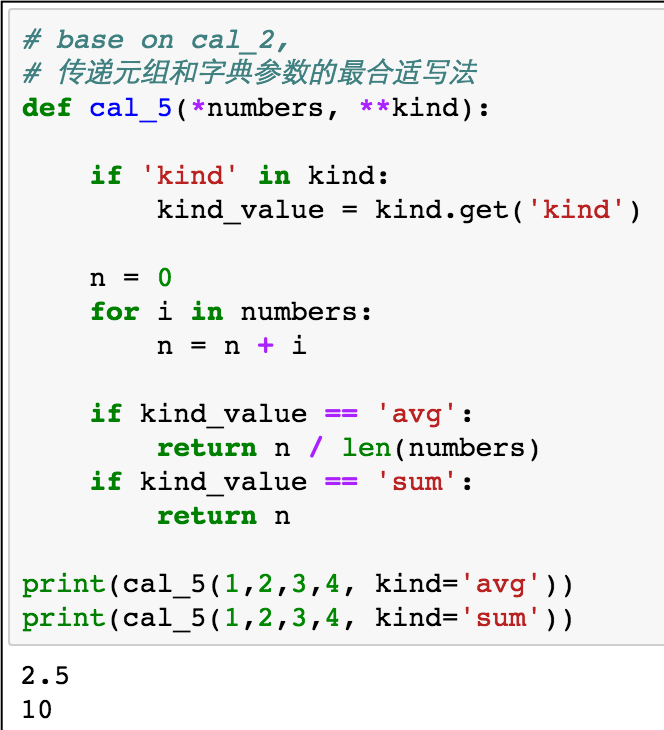 # base on cal_2,
# 传递元组和字典参数的最合适写法
def cal_5(*numbers, **kind):
    if 'kind' in kind:
        kind_value = kind.get('kind')
    n = 0
    for i in numbers:
        n = n + i
    if kind_value == 'avg':
        return n / len(numbers)
    if kind_value == 'sum':
        return n
print(cal_5(1,2,3,4, kind='avg'))
print(cal_5(1,2,3,4, kind='sum'))
2.5
10